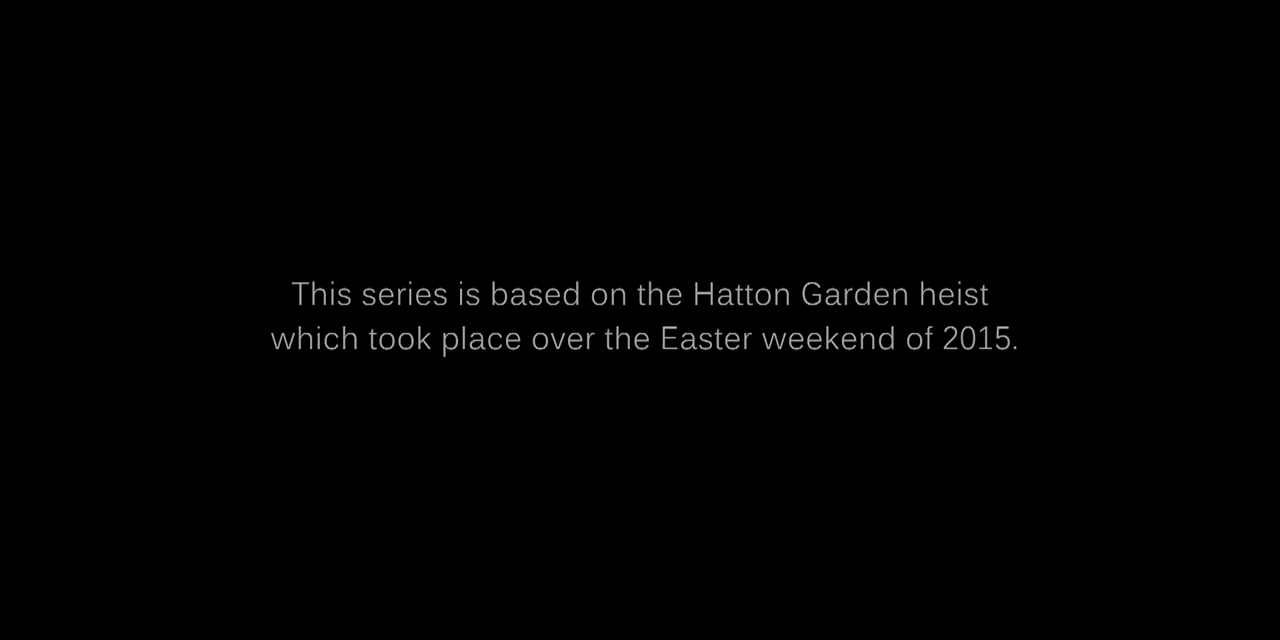 This series is based on the Hatton Garden heist
which took place over the Easter weekend of 2015.